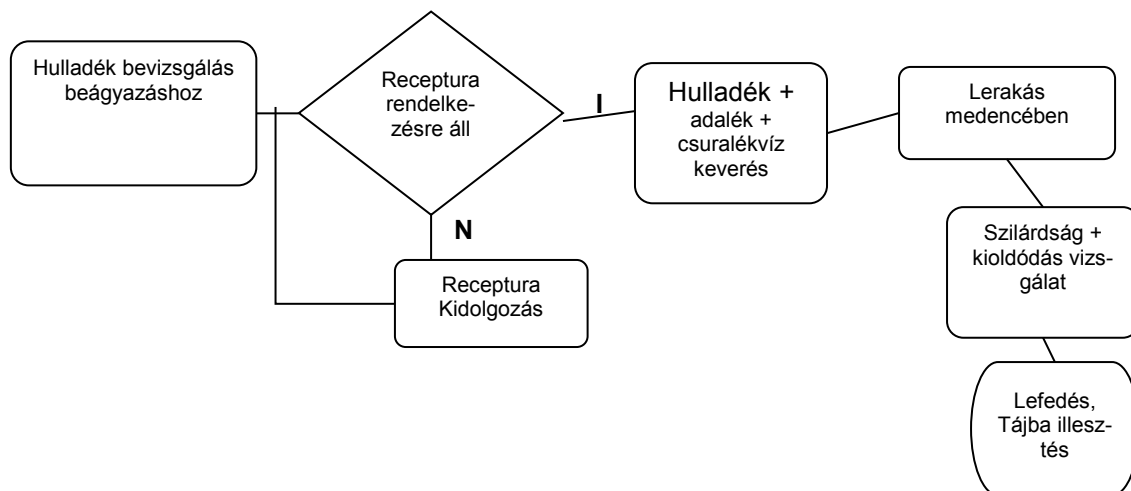 Hulladék bevizsgálás
beágyazáshoz
Receptura
rendelke-
zésre áll
I
N
Receptura
Kidolgozás
Hulladék +
adalék +
csuralékvíz
keverés
Lerakás
medencében
Szilárdság +
kioldódás vizs-
gálat
Lefedés,
Tájba illesz-
tés